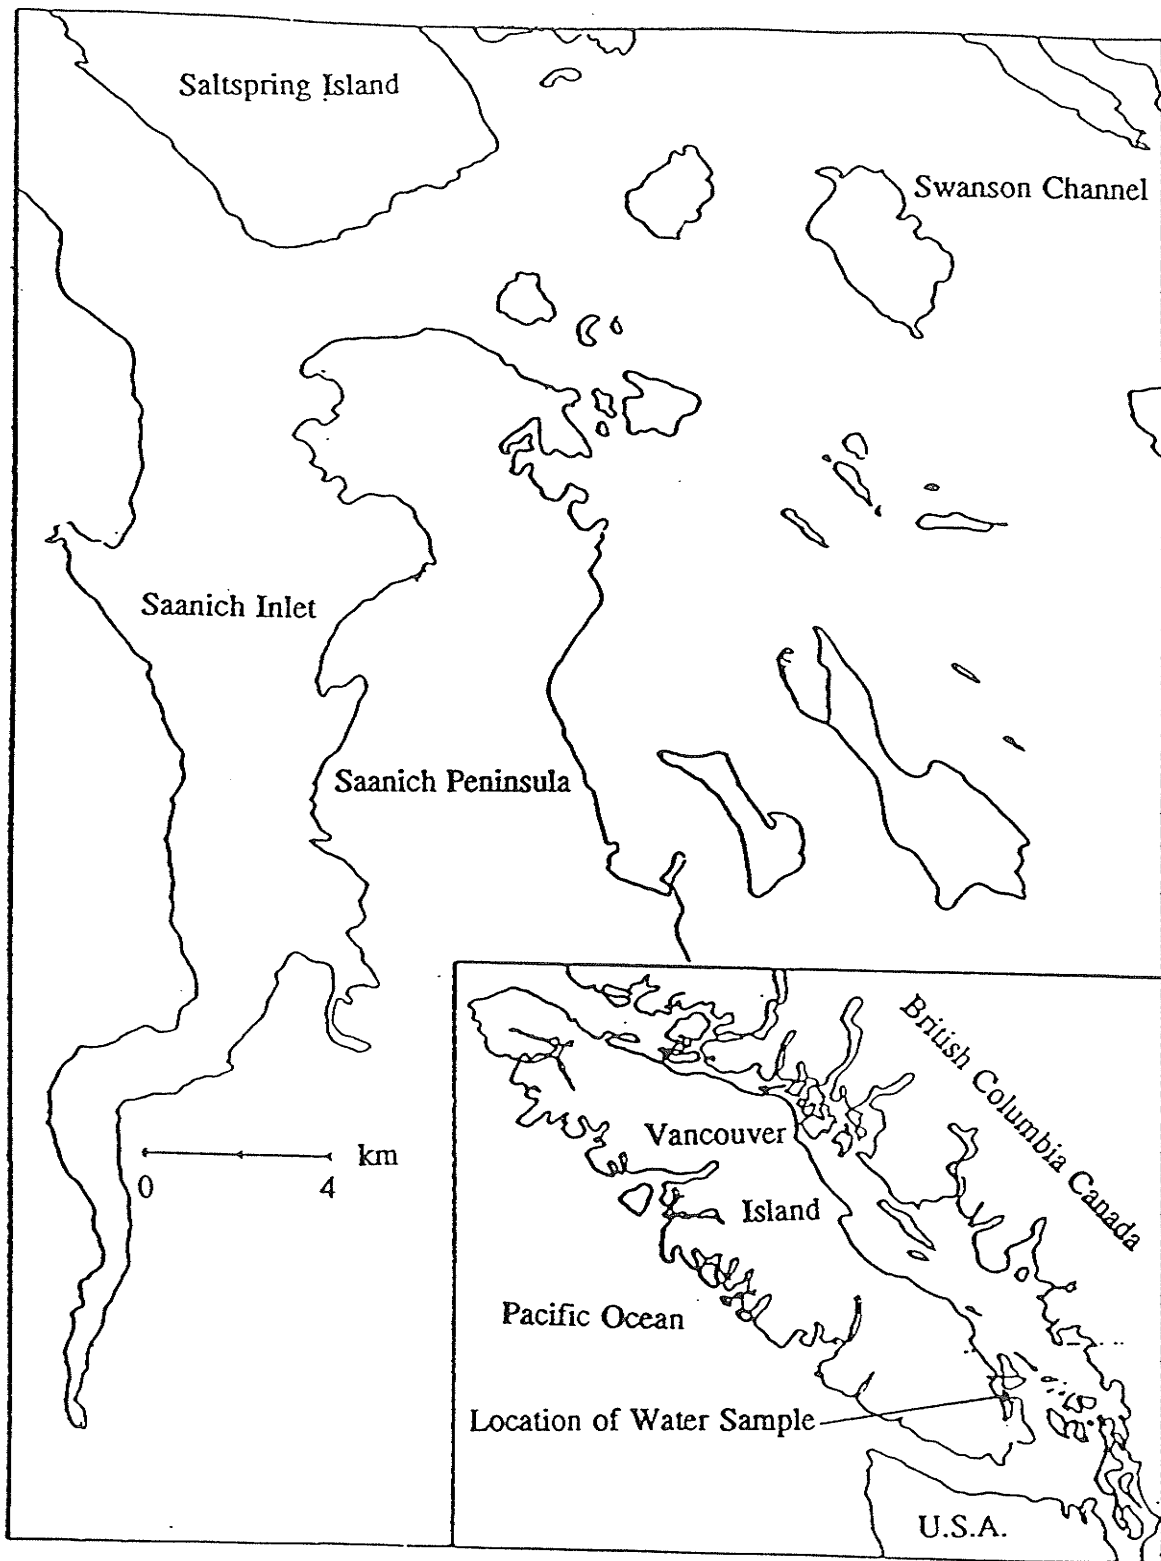 Saltspring Island
Swanson Channel
Saanich Inlet
Saanich Peninsula
km
0 4
British Columbia Canada
Vancouver
Island
Pacific Ocean
Location of Water Sample
U.S.A.